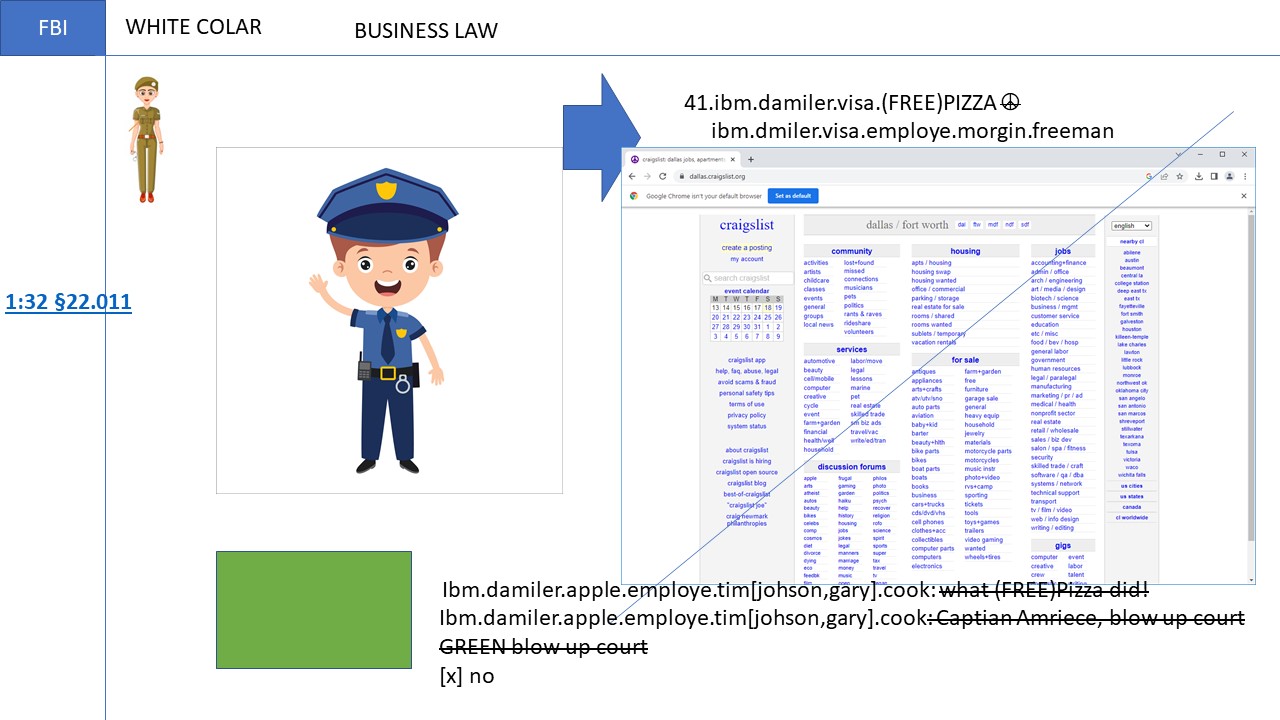 FBI
WHITE COLAR
BUSINESS LAW
41.ibm.damiler.visa.(FREE)PIZZA ☮
ibm.dmiler.visa.employe.morgin.freeman
1:32 §22.011
craigslist: dallas jobs, apartments
dallas.craigslist.org
Google Chrome isn't your default browser
Set as default
craigslist
create a posting
my account
search craigslist
event calendar
M T W T F S S
13 14 15 16 17 18 19
20 21 22 23 24 25 26
27 28 29 30 31 1 2
3 4 5 6 7 8 9
craigslist app
help, faq, abuse, legal
avoid scams & fraud
personal safety tips
terms of use
privacy policy
system status
about craigslist
craigslist is hiring
craigslist open source
craigslist blog
best-of-craigslist
"craigslist joe"
craig newmark
philanthropies
dallas / fort worth
dal ftw mdf ndf sdf
community
activities
artists
childcare
classes
events
general
groups
local news
lost+found
missed
connections
musicians
pets
politics
rants & raves
rideshare
volunteers
services
automotive
beauty
cell/mobile
computer
creative
cycle
event
farm+garden
financial
health/well
household
labor/move
legal
lessons
marine
pet
real estate
skilled trade
sm biz ads
travel/vac
write/ed/tran
discussion forums
apple
arts
atheist
autos
beauty
bikes
celebs
comp
cosmos
diet
divorce
dying
eco
feedbk
frugal
gaming
garden
haiku
help
history
housing
jobs
jokes
legal
manners
marriage
money
music
photos
photo
politics
psych
recover
religion
rofo
science
spirit
sports
super
tax
travel
tv
housing
apts / housing
housing swap
housing wanted
office / commercial
parking / storage
real estate for sale
rooms / shared
rooms wanted
sublets / temporary
vacation rentals
for sale
antiques
appliances
arts+crafts
atv/utv/sno
auto parts
aviation
baby+kid
barter
beauty+hlth
bike parts
bikes
boat parts
boats
books
business
cars+trucks
cds/dvd/vhs
cell phones
clothes+acc
collectibles
computer parts
computers
electronics
farm+garden
free
furniture
garage sale
general
heavy equip
household
jewelry
materials
motorcycle parts
motorcycles
music instr
photo+video
rvs+camp
sporting
tickets
tools
toys+games
trailers
video gaming
wanted
wheels+tires
jobs
accounting+finance
admin / office
arch / engineering
art / media / design
biotech / science
business / mgmt
customer service
education
etc / misc
food / bev / hosp
general labor
government
human resources
legal / paralegal
manufacturing
marketing / pr / ad
medical / health
nonprofit sector
real estate
retail / wholesale
sales / biz dev
salon / spa / fitness
security
skilled trade / craft
software / qa / dba
systems / network
technical support
transport
tv / film / video
web / info design
writing / editing
gigs
computer
creative
crew
event
labor
talent
english
nearby cl
abilene
austin
beaumont
central la
college station
deep east tx
east tx
fayetteville
fort smith
galveston
houston
killeen-temple
lake charles
lawton
little rock
lubbock
monroe
northwest ok
oklahoma city
san angelo
san antonio
san marcos
shreveport
stillwater
texarkana
texoma
tulsa
victoria
waco
wichita falls
us cities
us states
canada
cl worldwide
Ibm.damiler.apple.employe.tim[johson,gary].cook: what (FREE)Pizza did!
Ibm.damiler.apple.employe.tim[johson,gary].cook: Captian Amriece, blow up court
GREEN blow up court
[x] no